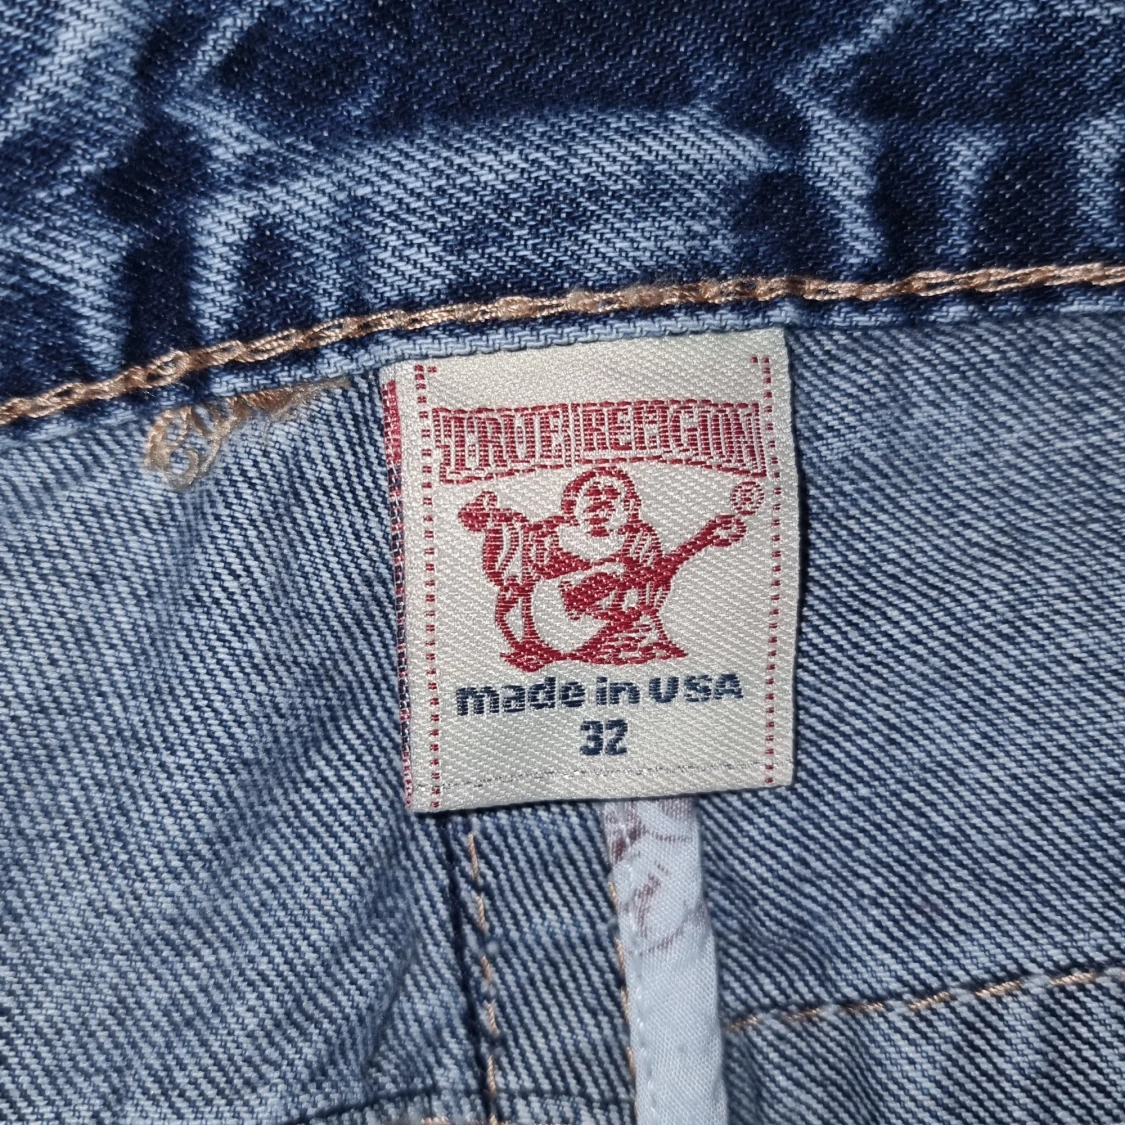 TRUE RELIGION
®
made in USA
32